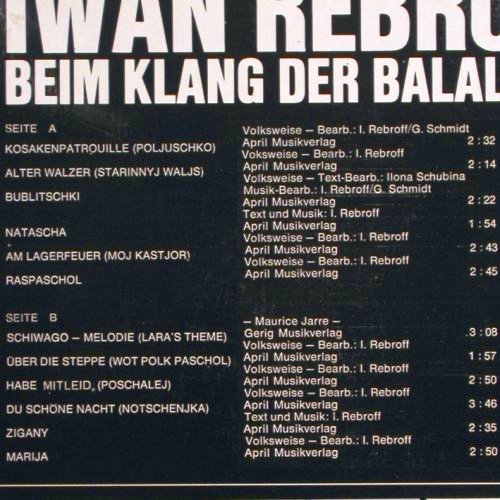 IWAN REBRO
BEIM KLANG DER BALAL
SEITE A
Volksweise — Bearb.: I. Rebroff/G. Schmidt
KOSAKENPATROUILLE (POLJUSCHKO) April Musikverlag 2 : 32
Voksweise — Bearb.: I. Rebroff
ALTER WALZER (STARINNYJ WALJS) April Musikverlag 2 : 14
Volksweise — Text-Bearb.: Ilona Schubina
BUBLITSCHKI Musik-Bearb.: I. Rebroff/G. Schmidt
April Musikverlag 2 : 22
Text und Musik: I. Rebroff
NATASCHA April Musikverlag 1 : 54
Volksweise — Bearb.: I. Rebroff
AM LAGERFEUER (MOJ KASTJOR) April Musikverlag 2 : 43
Volksweise — Bearb.: I. Rebroff
RASPASCHOL April Musikverlag 2 : 45
SEITE B
— Maurice Jarre —
SCHIWAGO — MELODIE (LARA'S THEME) Gerig Musikverlag 3 : 08
Volksweise — Bearb.: I. Rebroff
ÜBER DIE STEPPE (WOT POLK PASCHOL) April Musikverlag 1 : 57
Volksweise — Bearb.: I. Rebroff
HABE MITLEID, (POSCHALEJ) April Musikverlag 2 : 50
Volksweise — Bearb.: I. Rebroff
DU SCHÖNE NACHT (NOTSCHENJKA) April Musikverlag 3 : 46
Text und Musik: I. Rebroff
ZIGANY April Musikverlag 2 : 35
Volksweise — Bearb.: I. Rebroff
MARIJA April Musikverlag 2 : 50